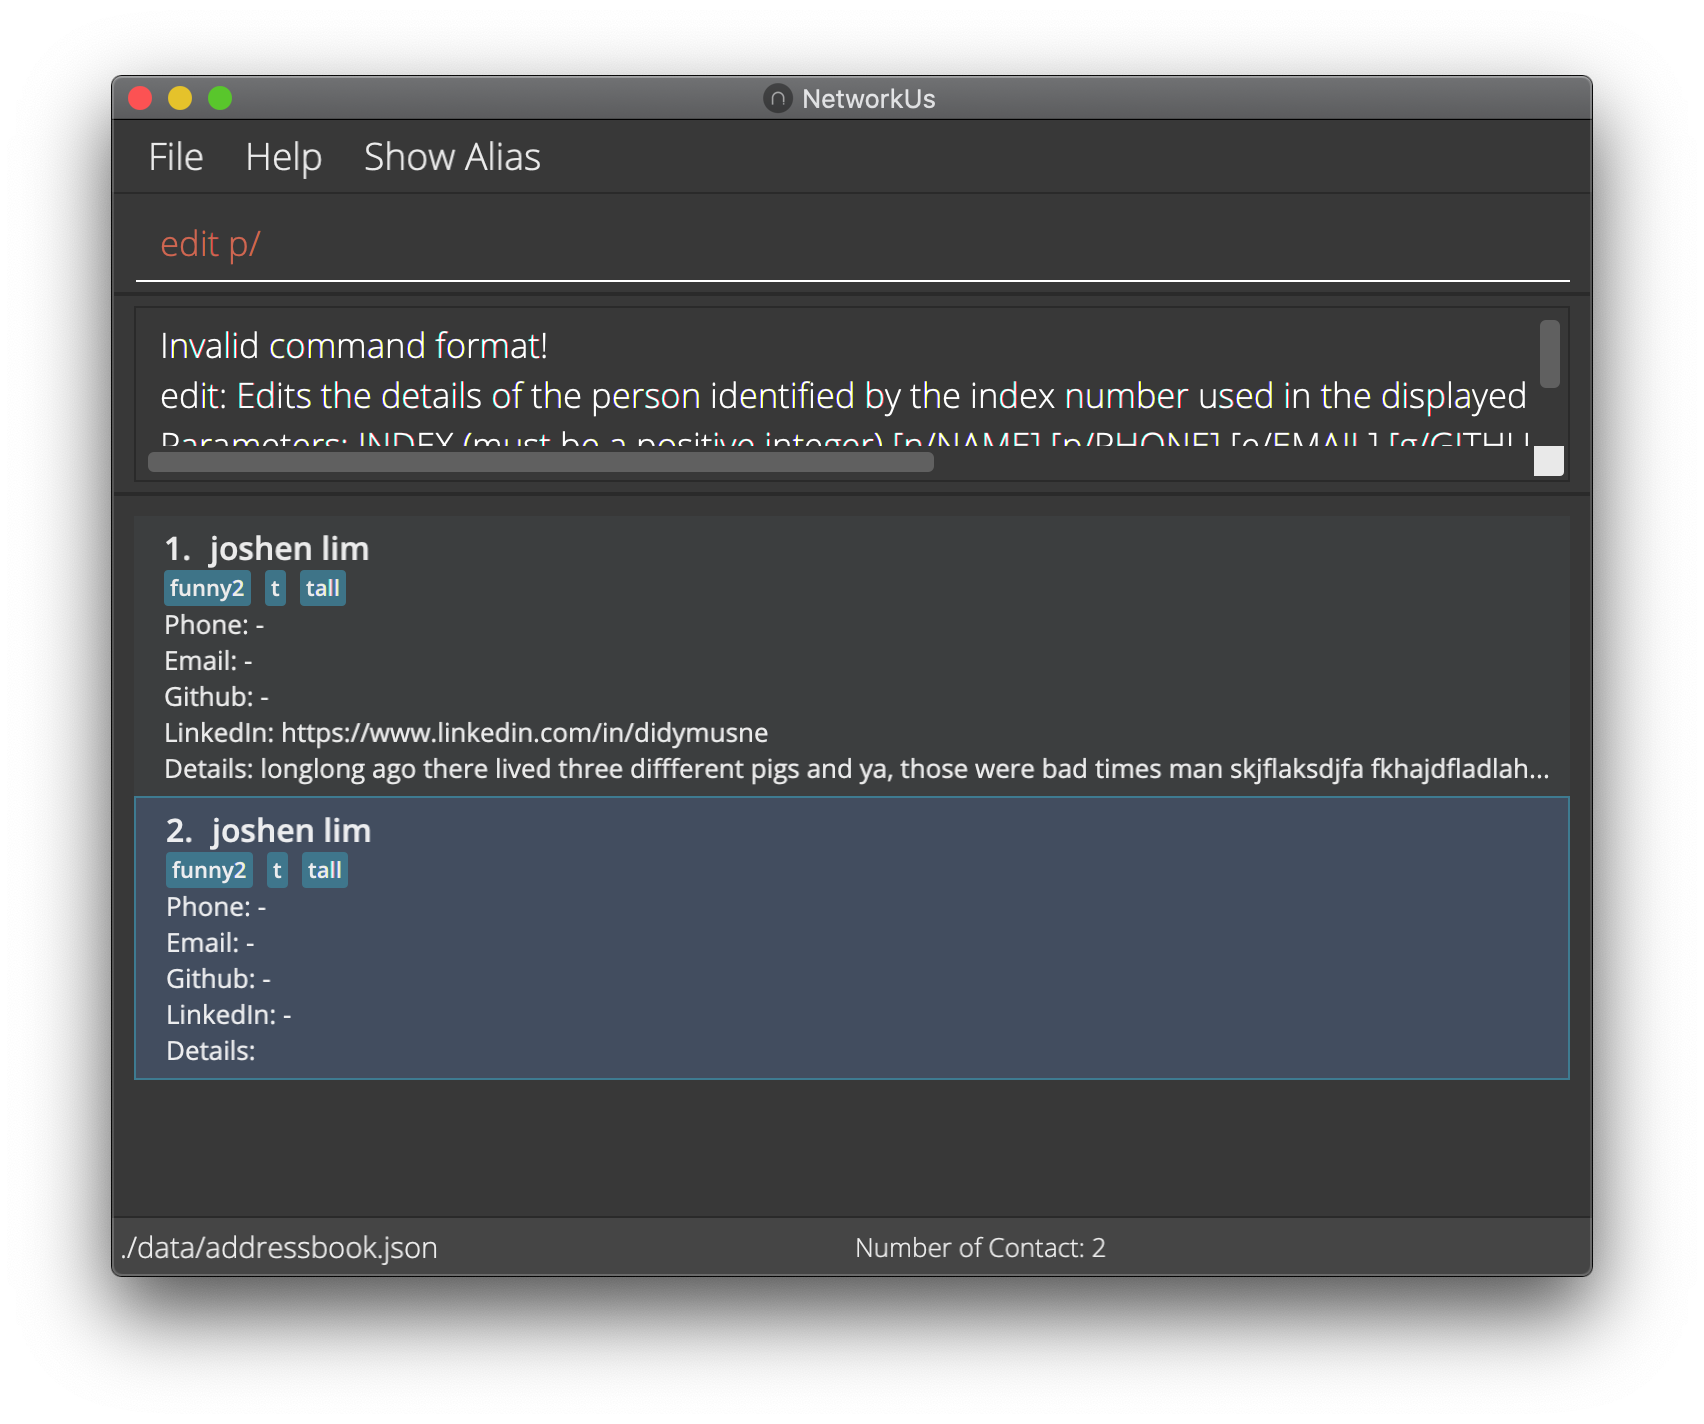 NetworkUs
File Help Show Alias
edit p/
Invalid command format!
edit: Edits the details of the person identified by the index number used in the displayed
Parameters: INDEX (must be a positive integer) [n/NAME] [p/PHONE] [e/EMAIL] [g/GITHU
1. joshen lim
funny2 t tall
Phone: -
Email: -
Github: -
LinkedIn: https://www.linkedin.com/in/didymusne
Details: longlong ago there lived three diffferent pigs and ya, those were bad times man skjflaksdjfa fkhajdfladlah...
2. joshen lim
funny2 t tall
Phone: -
Email: -
Github: -
LinkedIn: -
Details:
./data/addressbook.json Number of Contact: 2